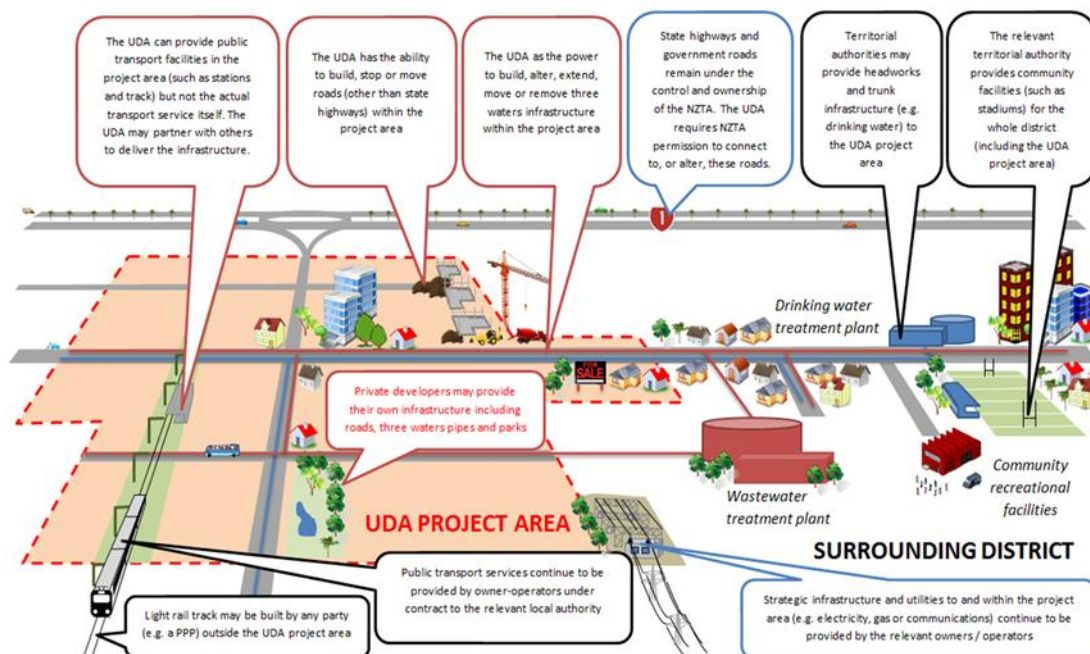 The UDA can provide public
transport facilities in the
project area (such as stations
and track) but not the actual
transport service itself. The
UDA may partner with others
to deliver the infrastructure.
The UDA has the ability
to build, stop or move
roads (other than state
highways) within the
project area
The UDA as the power
to build, alter, extend,
move or remove three
waters infrastructure
within the project area
State highways and
government roads
remain under the
control and ownership
of the NZTA. The UDA
requires NZTA
permission to connect
to, or alter, these roads.
Territorial
authorities may
provide headworks
and trunk
infrastructure (e.g.
drinking water) to
the UDA project
area
The relevant
territorial authority
provides community
facilities (such as
stadiums) for the
whole district
(including the UDA
project area)
1
Drinking water
treatment plant
FOR
SALE
Private developers may provide
their own infrastructure including
roads, three waters pipes and parks
Wastewater
treatment plant
Community
recreational
facilities
UDA PROJECT AREA
SURROUNDING DISTRICT
Public transport services continue to be
provided by owner-operators under
contract to the relevant local authority
Light rail track may be built by any party
(e.g. a PPP) outside the UDA project area
Strategic infrastructure and utilities to and within the project
area (e.g. electricity, gas or communications) continue to be
provided by the relevant owners / operators